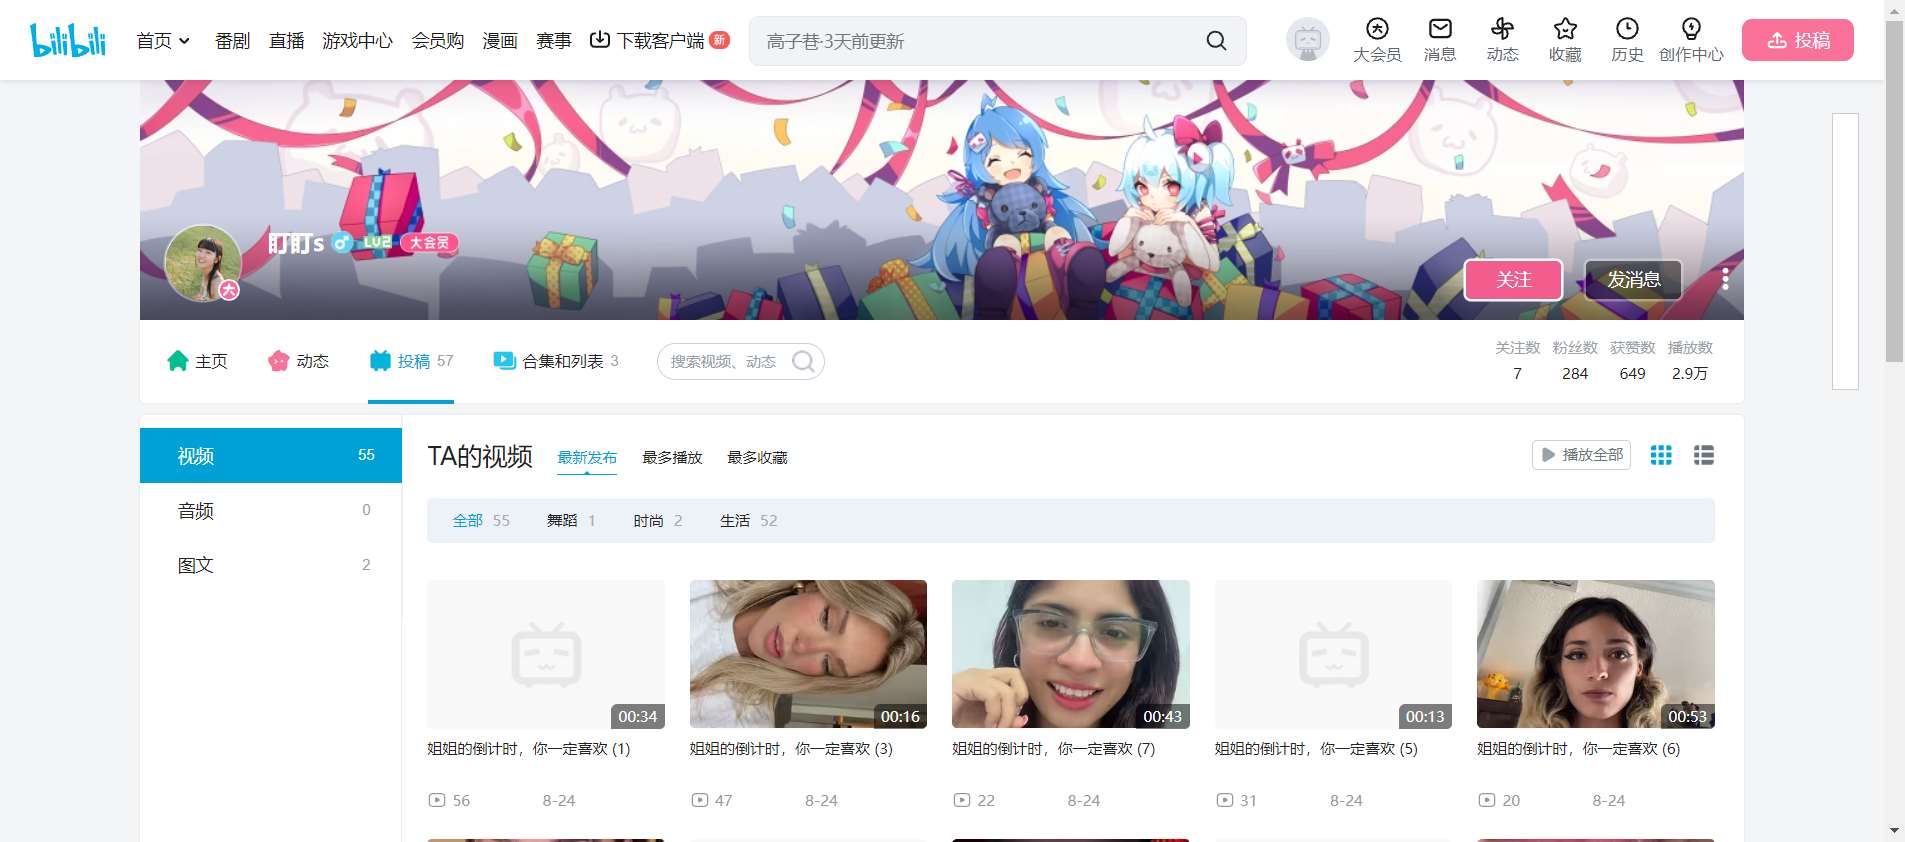 bilibili 首页 番剧 直播 游戏中心 会员购 漫画 赛事 下载客户端 新 高子巷·3天前更新 大会员 消息 动态 收藏 历史 创作中心 投稿
盯盯s LV2 大会员
大
关注 发消息
主页 动态 投稿 57 合集和列表 3 搜索视频、动态
关注数 粉丝数 获赞数 播放数
7 284 649 2.9万
视频 55
音频 0
图文 2
TA的视频 最新发布 最多播放 最多收藏 播放全部
全部 55 舞蹈 1 时尚 2 生活 52
00:34 00:16 00:43 00:13 00:53
姐姐的倒计时，你一定喜欢 (1) 姐姐的倒计时，你一定喜欢 (3) 姐姐的倒计时，你一定喜欢 (7) 姐姐的倒计时，你一定喜欢 (5) 姐姐的倒计时，你一定喜欢 (6)
56 8-24 47 8-24 22 8-24 31 8-24 20 8-24